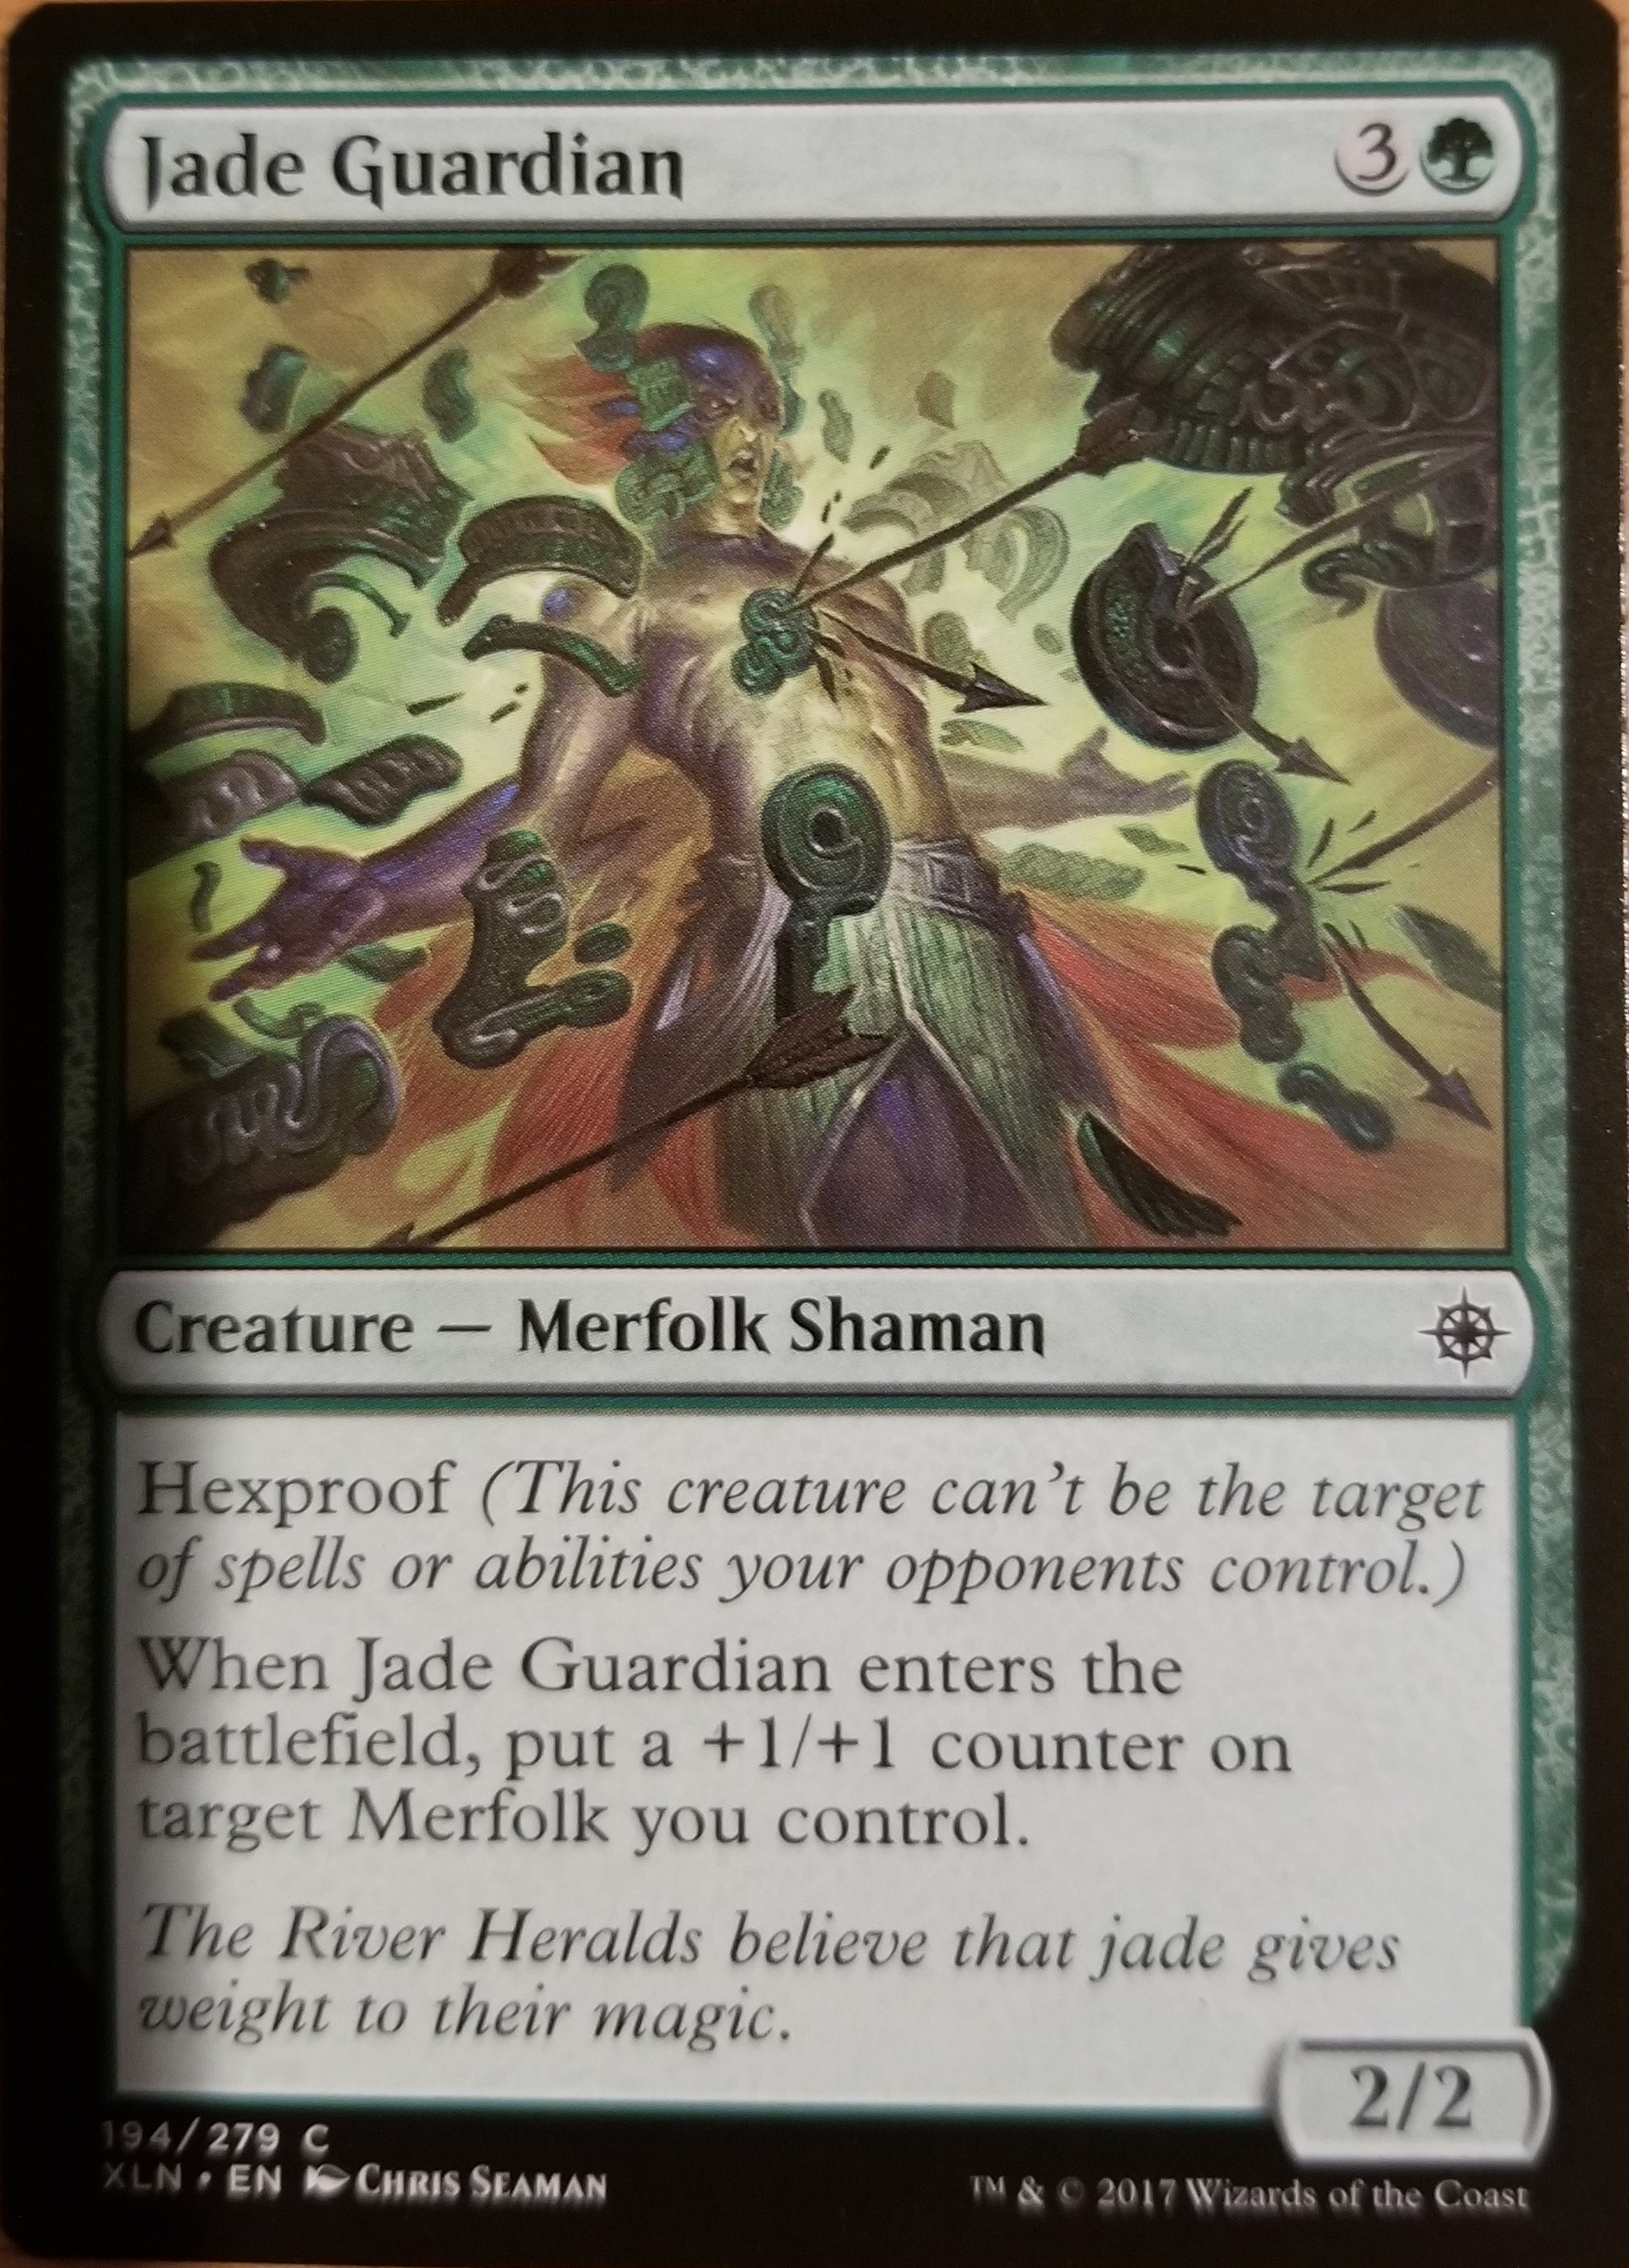 Jade Guardian 3
Creature — Merfolk Shaman
Hexproof (This creature can't be the target
of spells or abilities your opponents control.)
When Jade Guardian enters the
battlefield, put a +1/+1 counter on
target Merfolk you control.
The River Heralds believe that jade gives
weight to their magic.
2/2
194/279 C
XLN • EN Chris Seaman
™ & © 2017 Wizards of the Coast